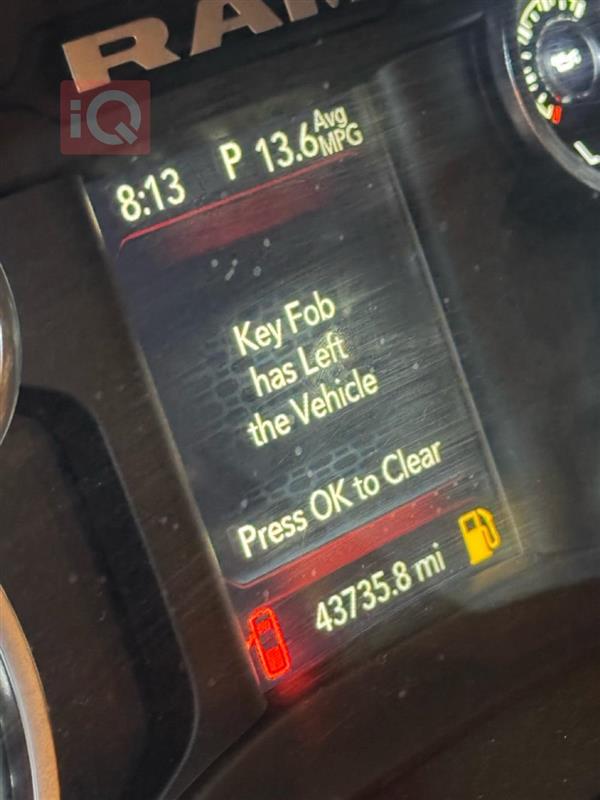 RAM
iQ
8:13 P 13.6 Avg MPG
Key Fob
has Left
the Vehicle
Press OK to Clear
43735.8 mi